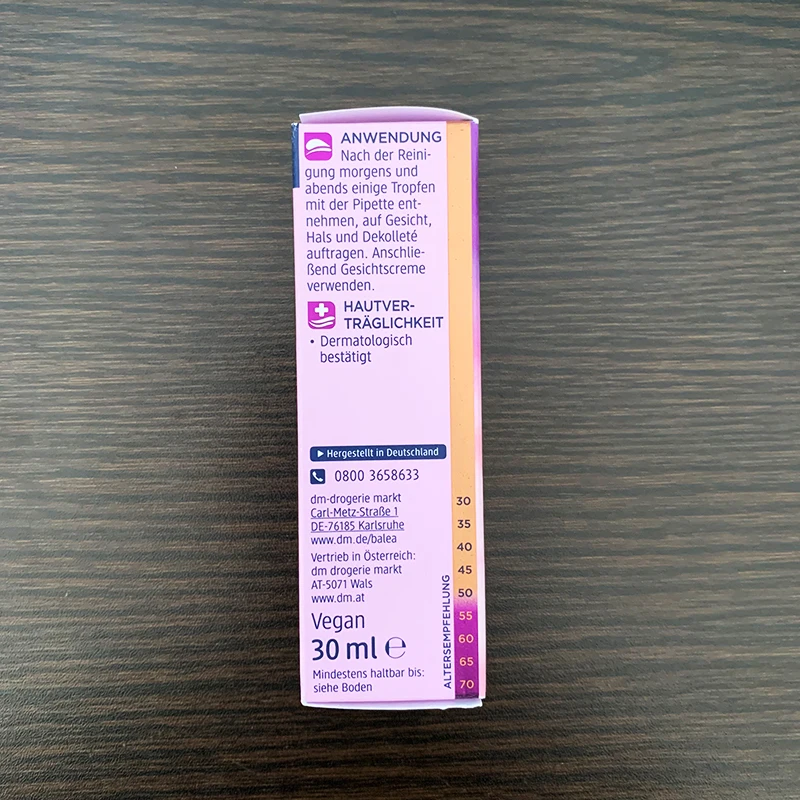 ANWENDUNG
Nach der Reini-
gung morgens und
abends einige Tropfen
mit der Pipette ent-
nehmen, auf Gesicht,
Hals und Dekolleté
auftragen. Anschlie-
ßend Gesichtscreme
verwenden.
HAUTVER-
TRÄGLICHKEIT
• Dermatologisch
bestätigt
Hergestellt in Deutschland
0800 3658633
dm-drogerie markt
Carl-Metz-Straße 1
DE-76185 Karlsruhe
www.dm.de/balea
Vertrieb in Österreich:
dm drogerie markt
AT-5071 Wals
www.dm.at
Vegan
30 ml ℮
Mindestens haltbar bis:
siehe Boden
ALTERSEMPFEHLUNG
30
35
40
45
50
55
60
65
70